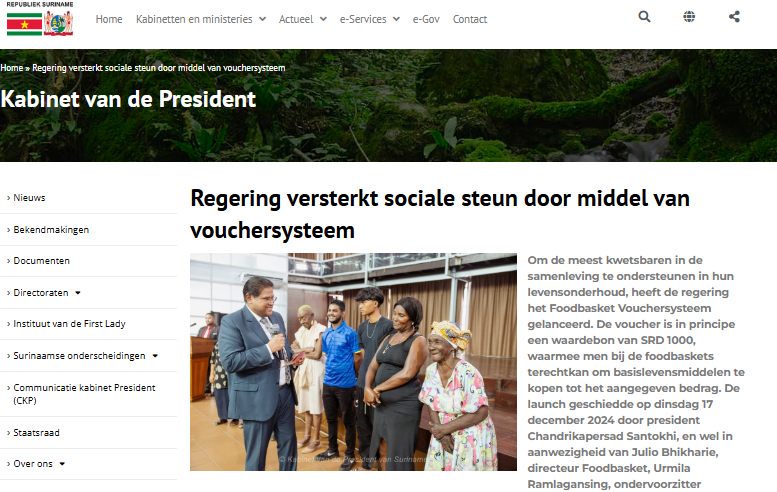 REPUBLIEK SURINAME
Home
Kabinetten en ministeries
Actueel
e-Services
e-Gov
Contact
Home » Regering versterkt sociale steun door middel van vouchersysteem
Kabinet van de President
› Nieuws
› Bekendmakingen
› Documenten
› Directoraten
› Instituut van de First Lady
› Surinaamse onderscheidingen
› Communicatie kabinet President
(CKP)
› Staatsraad
› Over ons
Regering versterkt sociale steun door middel van
vouchersysteem
© Kabinet van de President van Suriname
Om de meest kwetsbaren in de
samenleving te ondersteunen in hun
levensonderhoud, heeft de regering
het Foodbasket Vouchersysteem
gelanceerd. De voucher is in principe
een waardebon van SRD 1000,
waarmee men bij de foodbaskets
terechtkan om basislevensmiddelen te
kopen tot het aangegeven bedrag. De
launch geschiedde op dinsdag 17
december 2024 door president
Chandrikapersad Santokhi, en wel in
aanwezigheid van Julio Bhikharie,
directeur Foodbasket, Urmila
Ramlagansing, ondervoorzitter